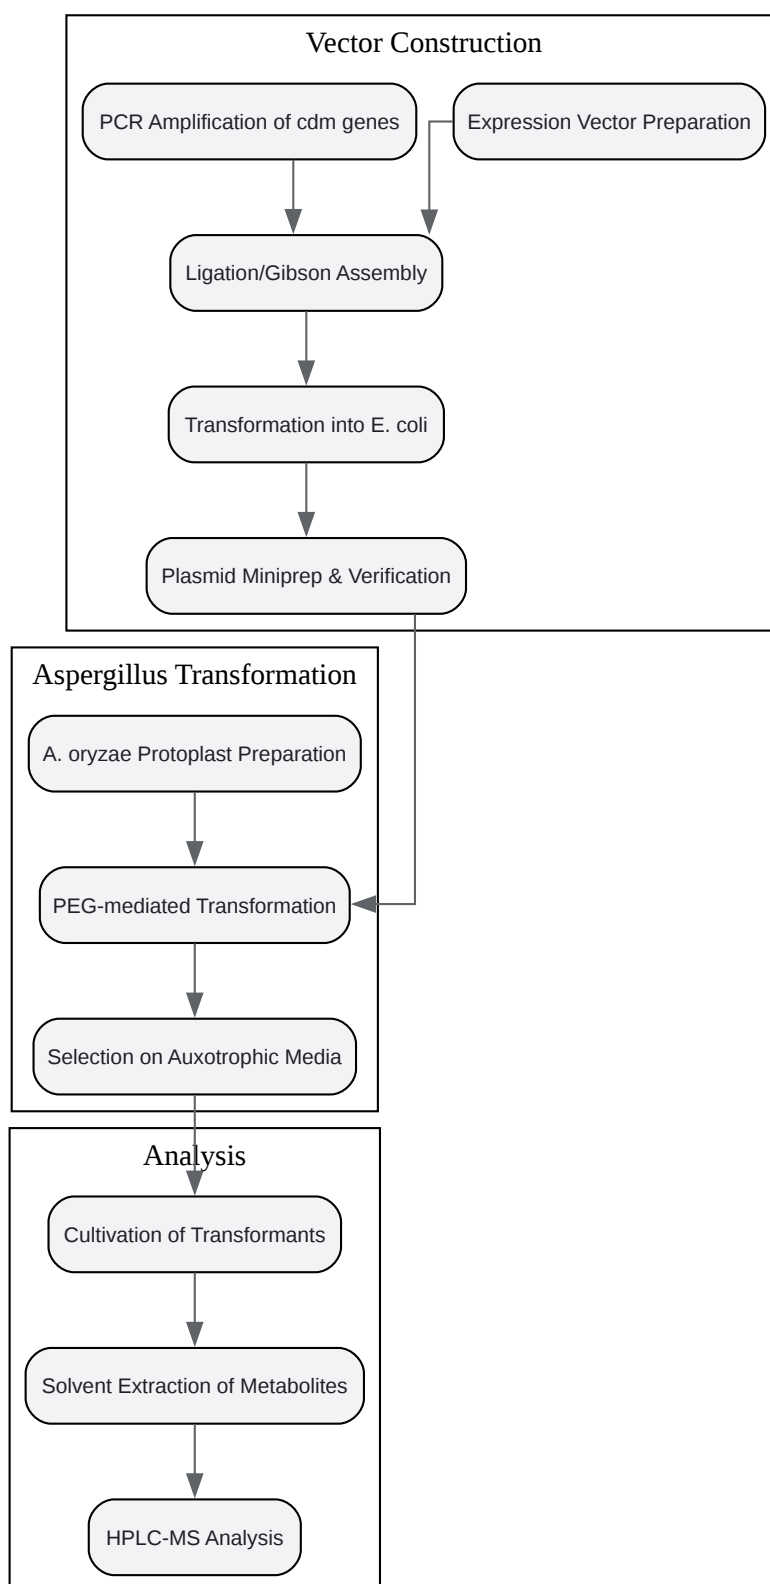 Vector Construction
PCR Amplification of cdm genes
Expression Vector Preparation
Ligation/Gibson Assembly
Transformation into E. coli
Plasmid Miniprep & Verification
Aspergillus Transformation
A. oryzae Protoplast Preparation
PEG-mediated Transformation
Selection on Auxotrophic Media
Analysis
Cultivation of Transformants
Solvent Extraction of Metabolites
HPLC-MS Analysis